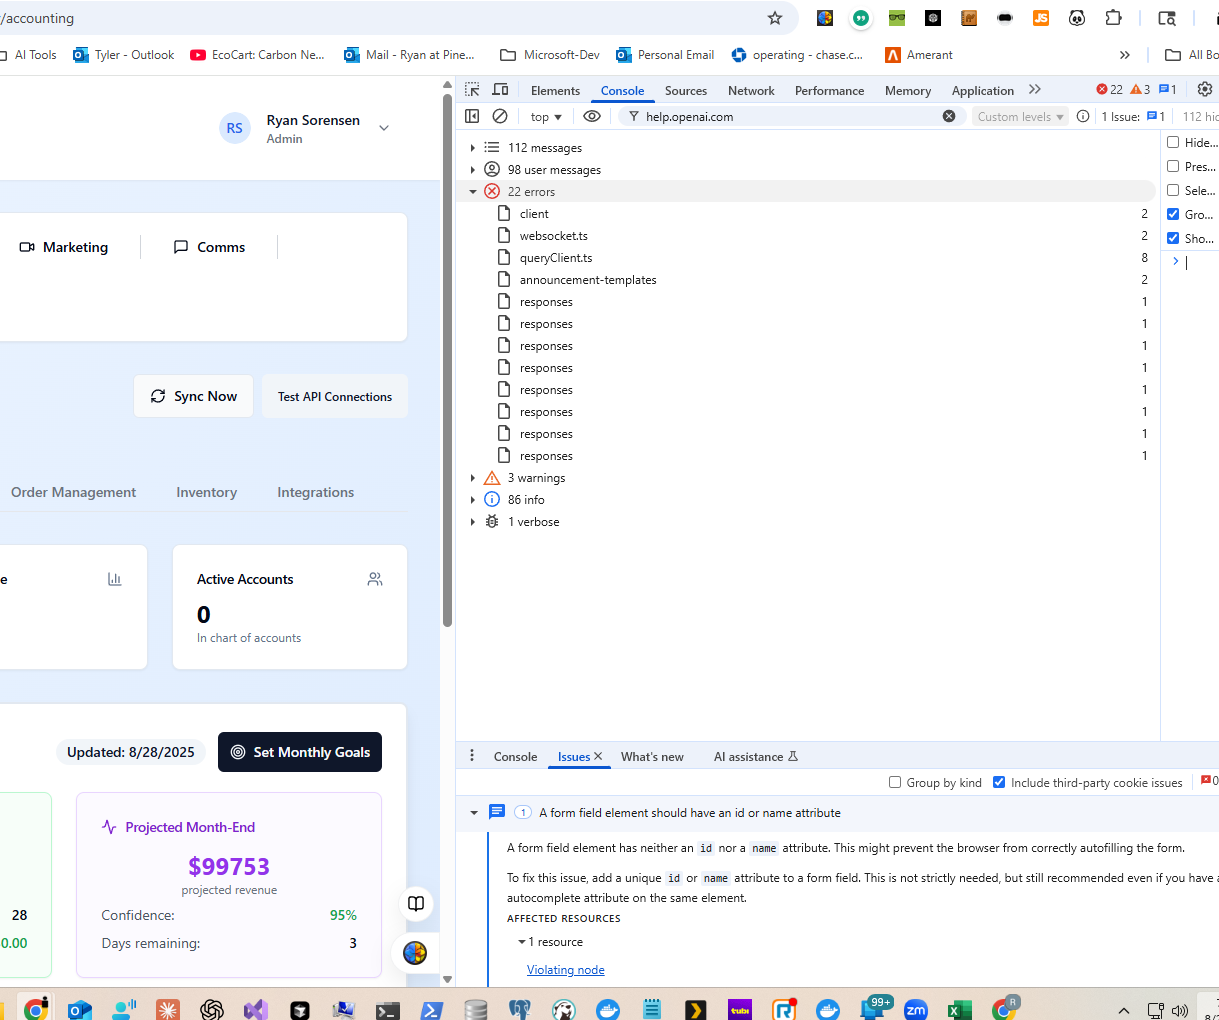 /accounting
AI Tools
Tyler - Outlook
EcoCart: Carbon Ne...
Mail - Ryan at Pine...
Microsoft-Dev
Personal Email
operating - chase.c...
Amerant
All Bo
RS
Ryan Sorensen
Admin
Marketing
Comms
Sync Now
Test API Connections
Order Management
Inventory
Integrations
e
Active Accounts
0
In chart of accounts
Updated: 8/28/2025
Set Monthly Goals
Projected Month-End
$99753
projected revenue
28
Confidence:
95%
0.00
Days remaining:
3
Elements
Console
Sources
Network
Performance
Memory
Application
22
3
1
top
help.openai.com
Custom levels
1 Issue:
1
112 hid
112 messages
98 user messages
22 errors
client 2
websocket.ts 2
queryClient.ts 8
announcement-templates 2
responses 1
responses 1
responses 1
responses 1
responses 1
responses 1
responses 1
responses 1
3 warnings
86 info
1 verbose
Hide...
Pres...
Sele...
Gro...
Sho...
Console
Issues
What's new
AI assistance
Group by kind
Include third-party cookie issues
0
1
A form field element should have an id or name attribute
A form field element has neither an id nor a name attribute. This might prevent the browser from correctly autofilling the form.
To fix this issue, add a unique id or name attribute to a form field. This is not strictly needed, but still recommended even if you have a
autocomplete attribute on the same element.
AFFECTED RESOURCES
1 resource
Violating node
tubi
99+
zm
R
8/